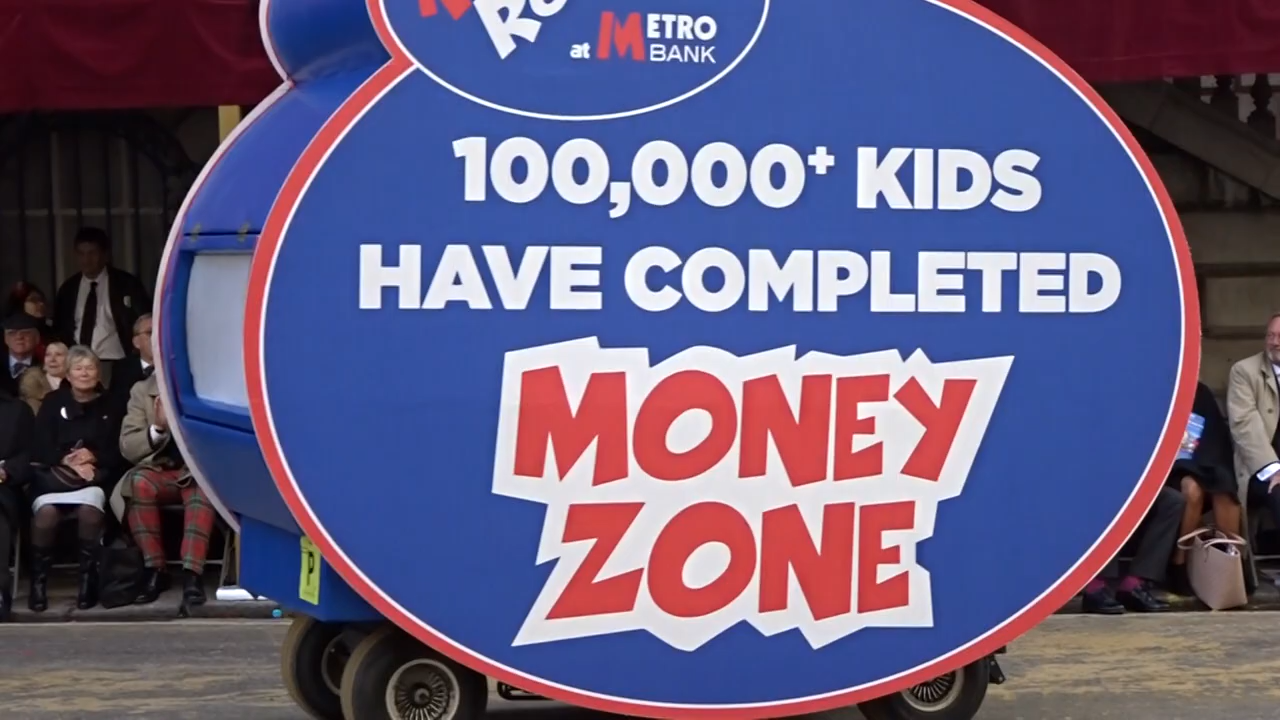 at METRO
BANK
100,000+ KIDS
HAVE COMPLETED
MONEY
ZONE
P